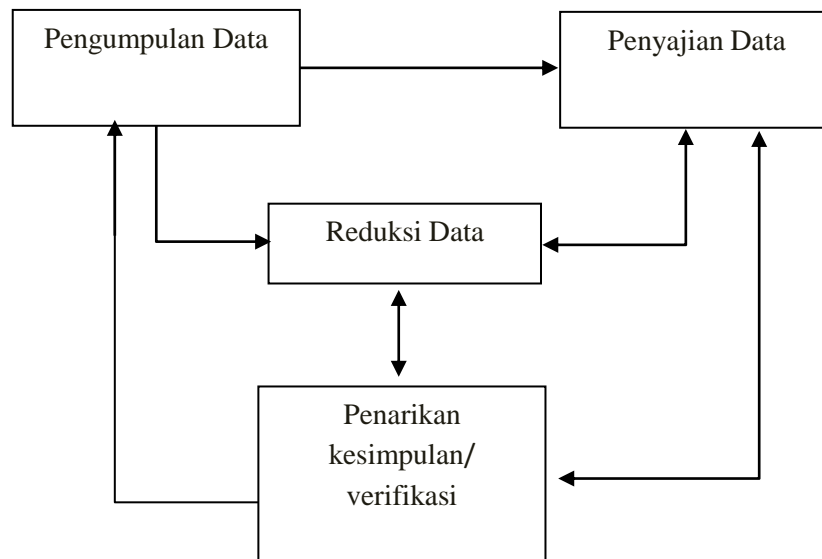 Pengumpulan Data
Penyajian Data
Reduksi Data
Penarikan
kesimpulan/
verifikasi